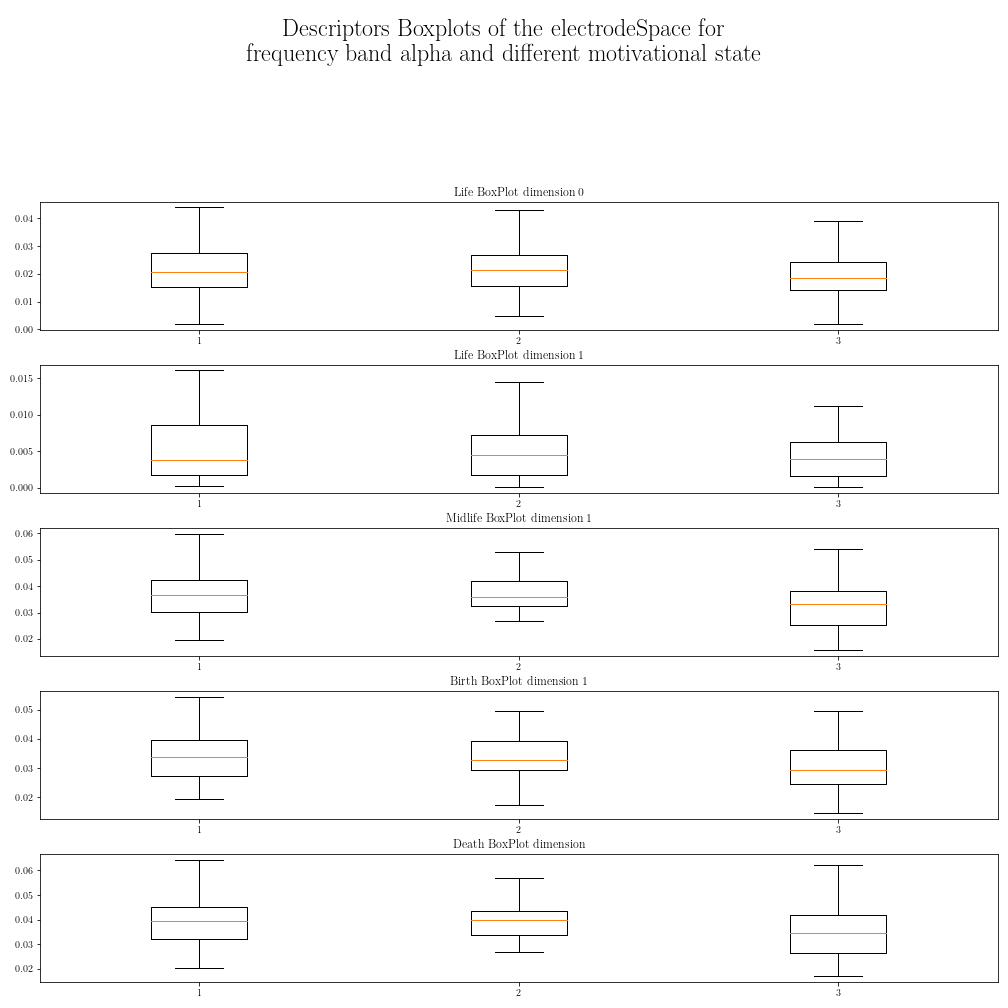 Descriptors Boxplots of the electrodeSpace for
frequency band alpha and different motivational state
Life BoxPlot dimension 0
0.04
0.03
0.02
0.01
0.00
1 2 3
Life BoxPlot dimension 1
0.015
0.010
0.005
0.000
1 2 3
Midlife BoxPlot dimension 1
0.06
0.05
0.04
0.03
0.02
1 2 3
Birth BoxPlot dimension 1
0.05
0.04
0.03
0.02
1 2 3
Death BoxPlot dimension
0.06
0.05
0.04
0.03
0.02
1 2 3